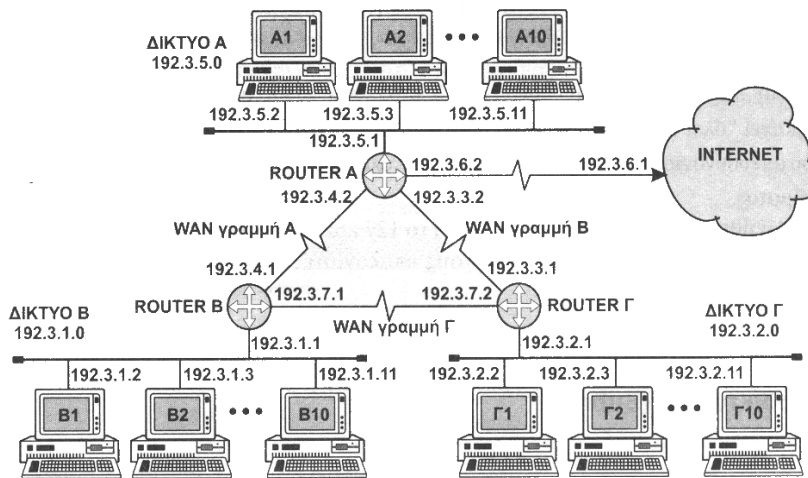 ΔΙΚΤΥΟ Α
192.3.5.0
A1
A2
A10
192.3.5.2
192.3.5.3
192.3.5.11
192.3.5.1
ROUTER A
192.3.6.2
192.3.6.1
INTERNET
192.3.4.2
192.3.3.2
WAN γραμμή Α
WAN γραμμή Β
192.3.4.1
192.3.3.1
ROUTER B
192.3.7.1
192.3.7.2
ROUTER Γ
WAN γραμμή Γ
ΔΙΚΤΥΟ Β
192.3.1.0
192.3.1.1
ΔΙΚΤΥΟ Γ
192.3.2.0
192.3.2.1
192.3.1.2
192.3.1.3
192.3.1.11
192.3.2.2
192.3.2.3
192.3.2.11
B1
B2
B10
Γ1
Γ2
Γ10